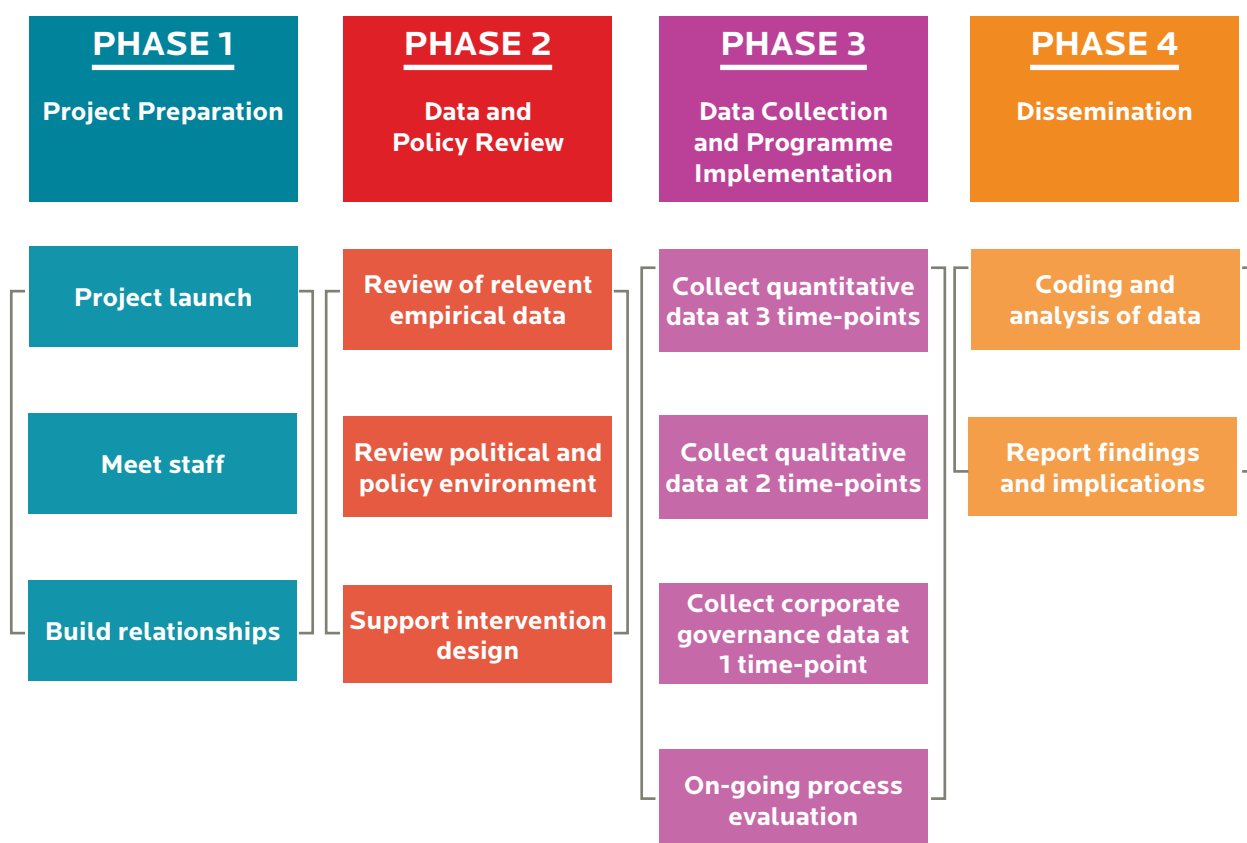 PHASE 1
Project Preparation
PHASE 2
Data and
Policy Review
PHASE 3
Data Collection
and Programme
Implementation
PHASE 4
Dissemination
Project launch
Meet staff
Build relationships
Review of relevent
empirical data
Review political and
policy environment
Support intervention
design
Collect quantitative
data at 3 time-points
Collect qualitative
data at 2 time-points
Collect corporate
governance data at
1 time-point
On-going process
evaluation
Coding and
analysis of data
Report findings
and implications